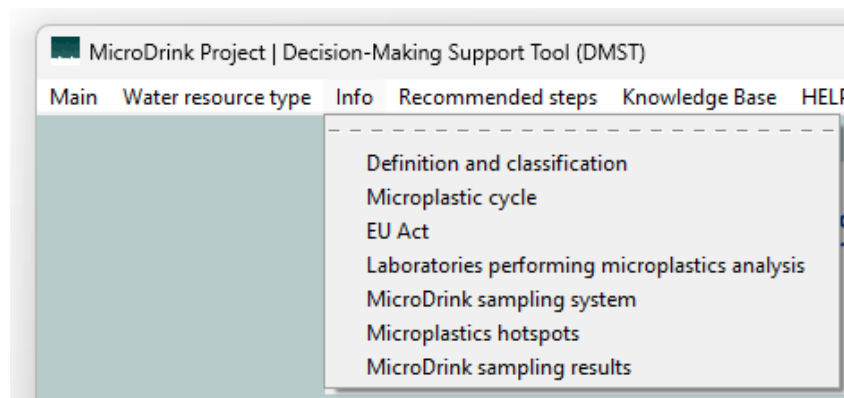 MicroDrink Project | Decision-Making Support Tool (DMST)
Main Water resource type Info Recommended steps Knowledge Base HELP
Definition and classification
Microplastic cycle
EU Act
Laboratories performing microplastics analysis
MicroDrink sampling system
Microplastics hotspots
MicroDrink sampling results